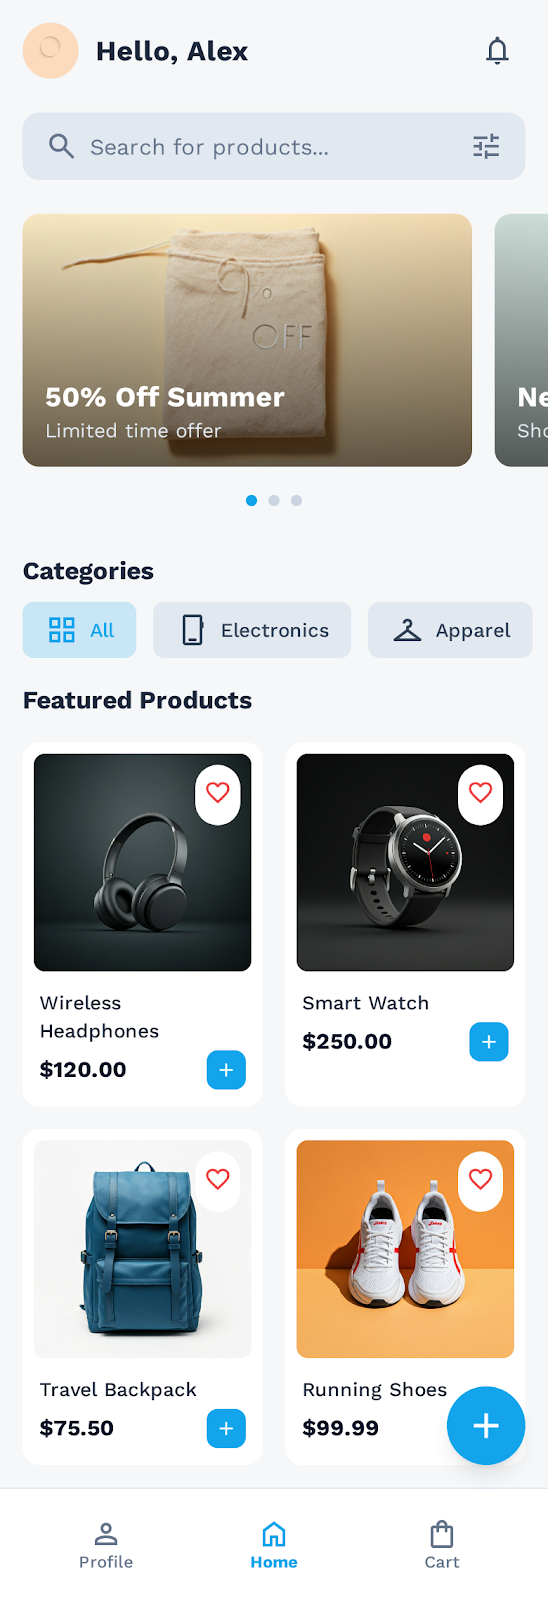 Hello, Alex
Search for products...
%
OFF
50% Off Summer
Limited time offer
Ne
Sho
Categories
All
Electronics
Apparel
Featured Products
Wireless
Headphones
$120.00
Smart Watch
$250.00
Travel Backpack
$75.50
Running Shoes
$99.99
Profile
Home
Cart